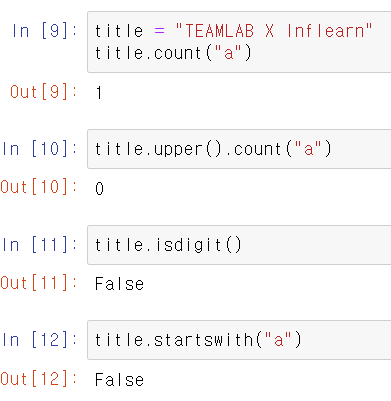 In [9]: title = "TEAMLAB X Inflearn"
title.count("a")
Out[9]: 1
In [10]: title.upper().count("a")
Out[10]: 0
In [11]: title.isdigit()
Out[11]: False
In [12]: title.startswith("a")
Out[12]: False